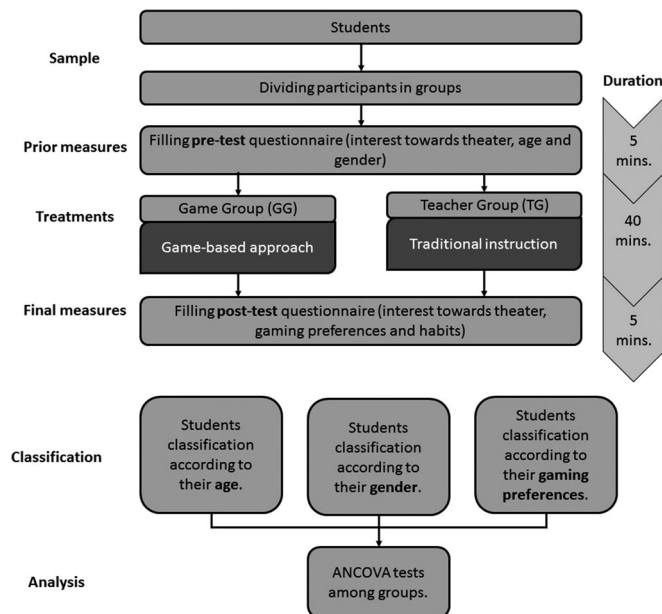 Students
Sample
Dividing participants in groups
Duration
Prior measures
Filling pre-test questionnaire (interest towards theater, age and
gender)
5
mins.
Treatments
Game Group (GG)
Teacher Group (TG)
Game-based approach
Traditional instruction
40
mins.
Final measures
Filling post-test questionnaire (interest towards theater,
gaming preferences and habits)
5
mins.
Classification
Students
classification
according to
their age.
Students
classification
according to
their gender.
Students
classification
according to
their gaming
preferences.
Analysis
ANCOVA tests
among groups.